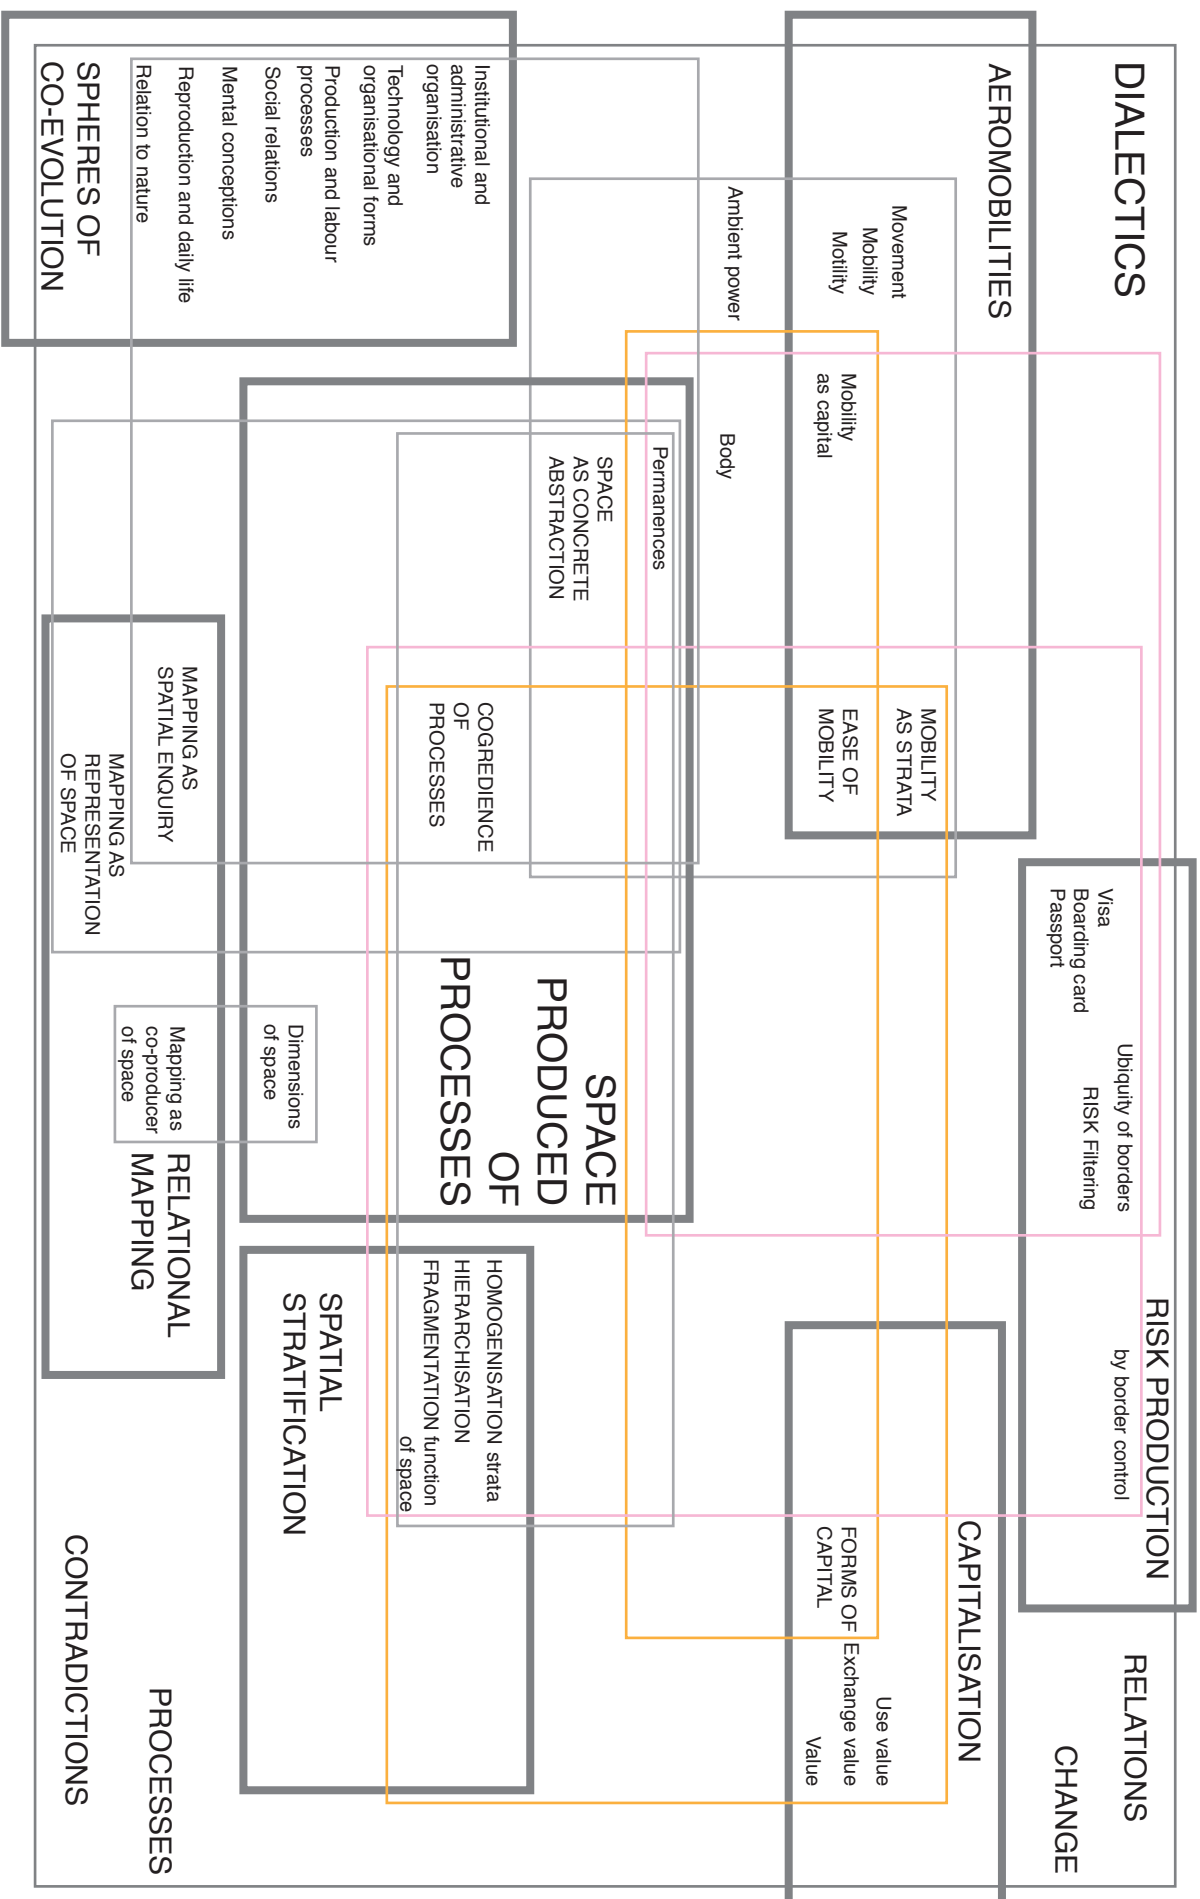 DIALECTICS
RELATIONS
CHANGE
RISK PRODUCTION
Visa
Boarding card
Passport
Ubiquity of borders
RISK Filtering
by border control
AEROMOBILITIES
Movement
Mobility
Motility
Mobility
as capital
MOBILITY
AS STRATA
EASE OF
MOBILITY
CAPITALISATION
FORMS OF
CAPITAL
Use value
Exchange value
Value
Ambient power
Body
Permanences
SPACE
AS CONCRETE
ABSTRACTION
COGREDIENCE
OF
PROCESSES
SPACE
PRODUCED
OF
PROCESSES
Dimensions
of space
HOMOGENISATION strata
HIERARCHISATION
FRAGMENTATION function
of space
SPATIAL
STRATIFICATION
Institutional and
administrative
organisation
Technology and
organisational forms
Production and labour
processes
Social relations
Mental conceptions
Reproduction and daily life
Relation to nature
SPHERES OF
CO-EVOLUTION
MAPPING AS
SPATIAL ENQUIRY
MAPPING AS
REPRESENTATION
OF SPACE
Mapping as
co-producer
of space
RELATIONAL
MAPPING
PROCESSES
CONTRADICTIONS